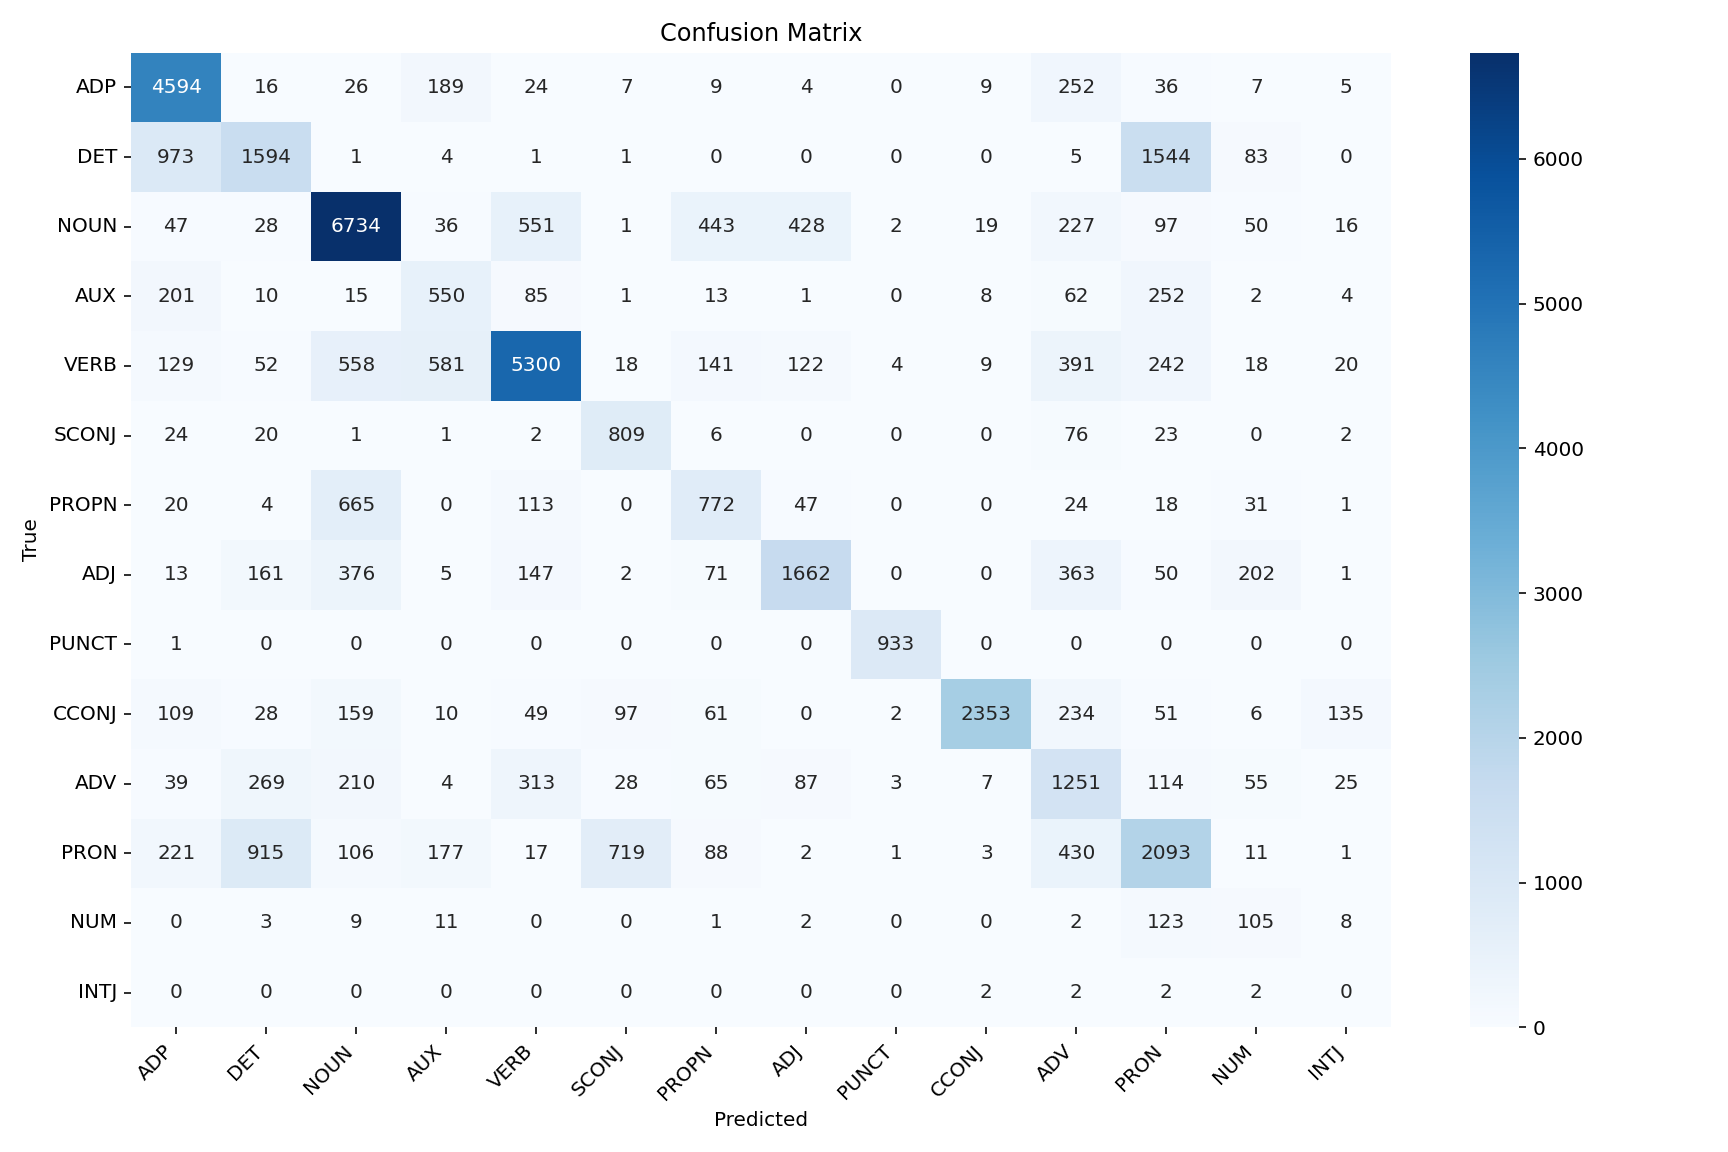 Confusion Matrix
ADP 4594 16 26 189 24 7 9 4 0 9 252 36 7 5
DET 973 1594 1 4 1 1 0 0 0 0 5 1544 83 0
NOUN 47 28 6734 36 551 1 443 428 2 19 227 97 50 16
AUX 201 10 15 550 85 1 13 1 0 8 62 252 2 4
VERB 129 52 558 581 5300 18 141 122 4 9 391 242 18 20
SCONJ 24 20 1 1 2 809 6 0 0 0 76 23 0 2
PROPN 20 4 665 0 113 0 772 47 0 0 24 18 31 1
ADJ 13 161 376 5 147 2 71 1662 0 0 363 50 202 1
PUNCT 1 0 0 0 0 0 0 0 933 0 0 0 0 0
CCONJ 109 28 159 10 49 97 61 0 2 2353 234 51 6 135
ADV 39 269 210 4 313 28 65 87 3 7 1251 114 55 25
PRON 221 915 106 177 17 719 88 2 1 3 430 2093 11 1
NUM 0 3 9 11 0 0 1 2 0 0 2 123 105 8
INTJ 0 0 0 0 0 0 0 0 0 2 2 2 2 0
ADP DET NOUN AUX VERB SCONJ PROPN ADJ PUNCT CCONJ ADV PRON NUM INTJ
Predicted
True
6000
5000
4000
3000
2000
1000
0